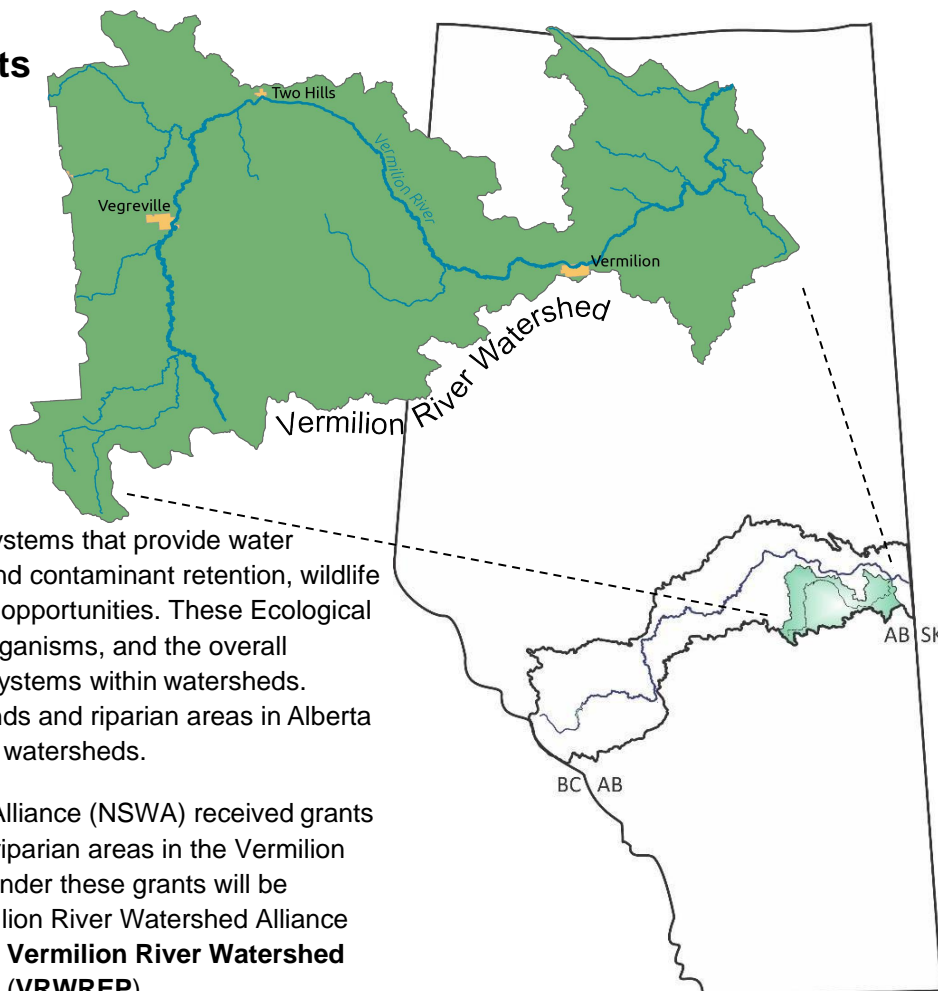 ts
Two Hills
Vermilion River
Vegreville
Vermilion
Vermilion River Watershed
ystems that provide water
nd contaminant retention, wildlife
opportunities. These Ecological
ganisms, and the overall
ystems within watersheds.
nds and riparian areas in Alberta
watersheds.
AB SK
BC AB
Alliance (NSWA) received grants
riparian areas in the Vermilion
nder these grants will be
ilion River Watershed Alliance
Vermilion River Watershed
(VRWREP)